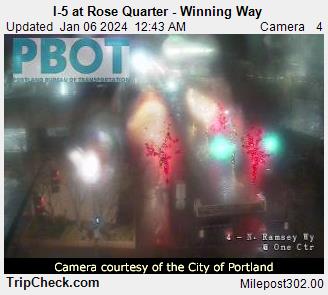 I-5 at Rose Quarter - Winning Way
Updated Jan 06 2024 12:43 AM Camera 4
PBOT
PORTLAND BUREAU OF TRANSPORTATION
4 - N. Ramsey Wy
@ One Ctr
Camera courtesy of the City of Portland
TripCheck.com Milepost302.00